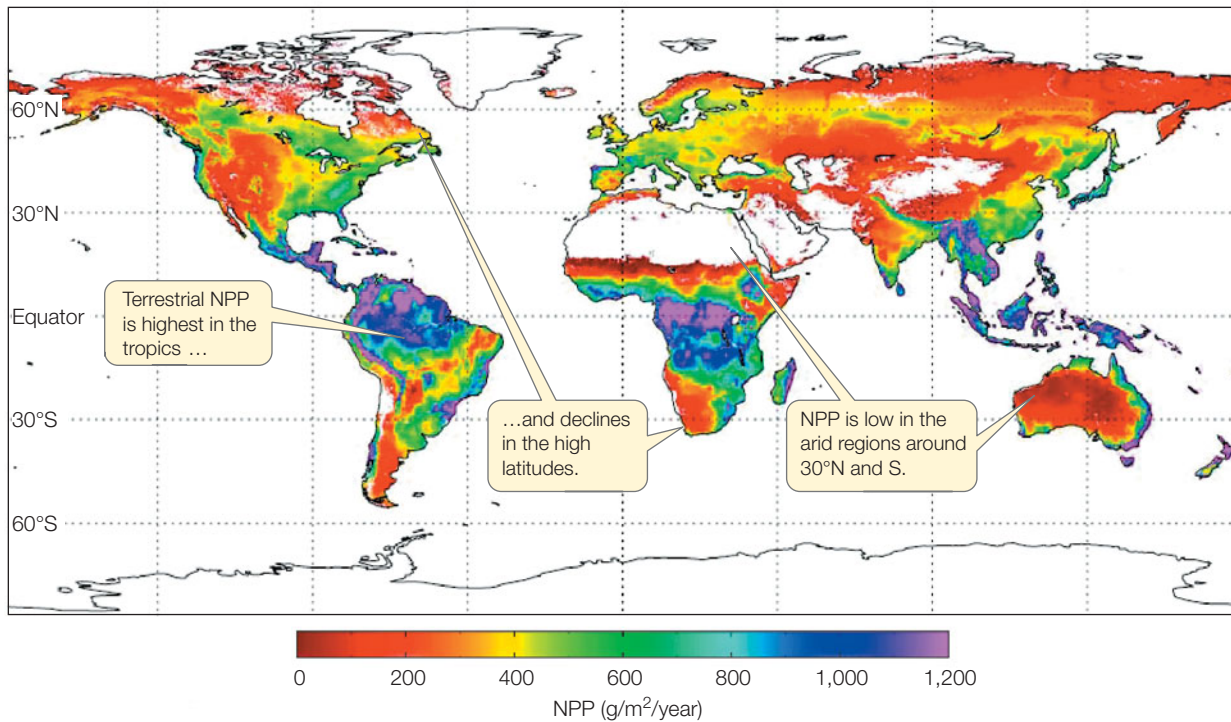 60°N
30°N
Equator
30°S
60°S
Terrestrial NPP
is highest in the
tropics …
…and declines
in the high
latitudes.
NPP is low in the
arid regions around
30°N and S.
0 200 400 600 800 1,000 1,200
NPP (g/m²/year)